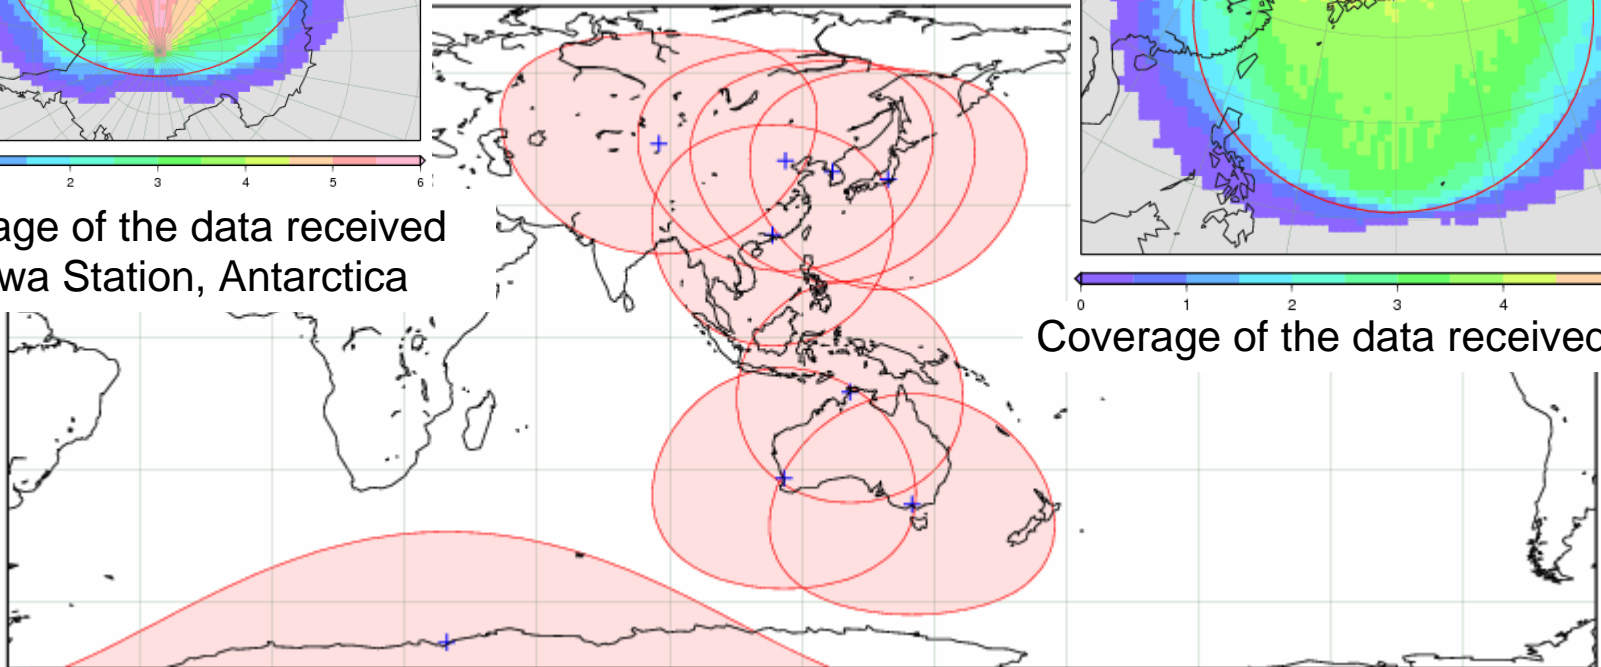 2 3 4 5 6
age of the data received
wa Station, Antarctica
0 1 2 3 4
Coverage of the data received